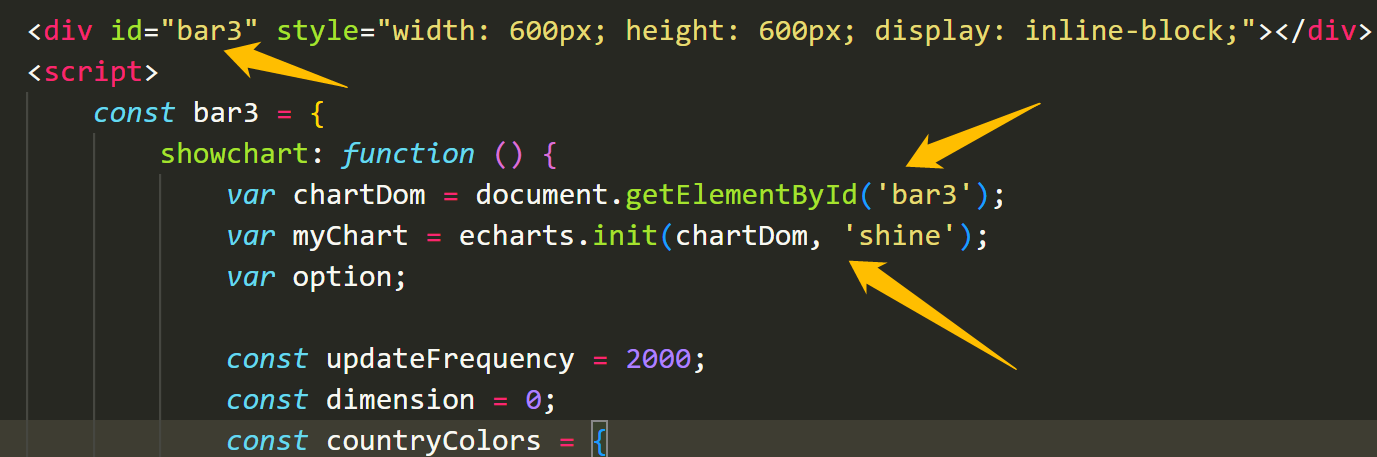 <div id="bar3" style="width: 600px; height: 600px; display: inline-block;"></div>
<script>
const bar3 = {
showchart: function () {
var chartDom = document.getElementById('bar3');
var myChart = echarts.init(chartDom, 'shine');
var option;
const updateFrequency = 2000;
const dimension = 0;
const countryColors = {